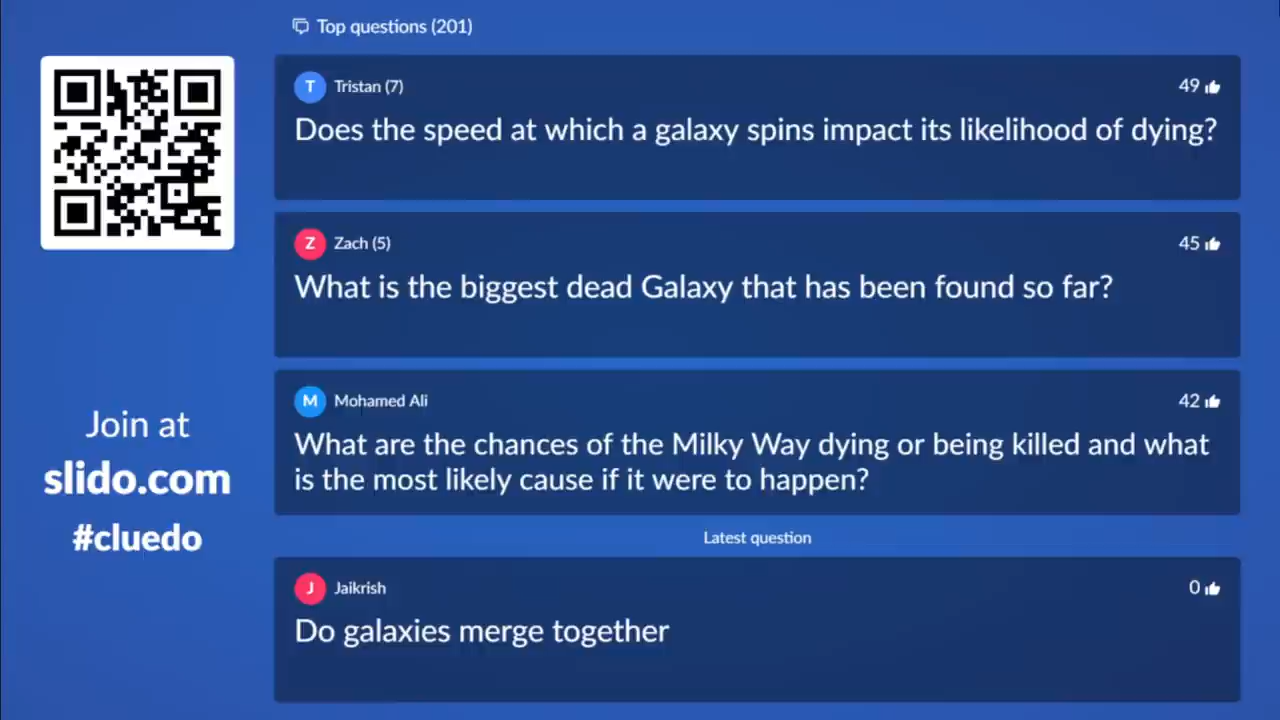 Top questions (201)
T Tristan (7) 49
Does the speed at which a galaxy spins impact its likelihood of dying?
Z Zach (5) 45
What is the biggest dead Galaxy that has been found so far?
M Mohamed Ali 42
What are the chances of the Milky Way dying or being killed and what
is the most likely cause if it were to happen?
Latest question
J Jaikrish 0
Do galaxies merge together
Join at
slido.com
#cluedo